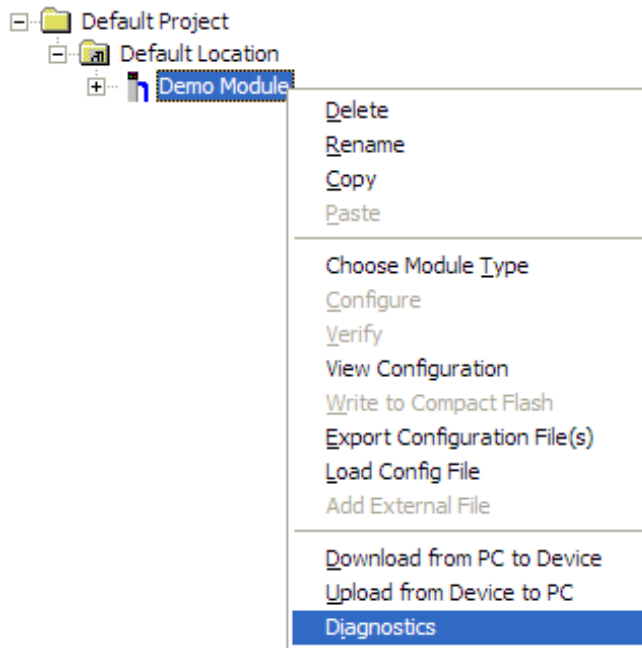 Default Project
Default Location
Demo Module
Delete
Rename
Copy
Paste
Choose Module Type
Configure
Verify
View Configuration
Write to Compact Flash
Export Configuration File(s)
Load Config File
Add External File
Download from PC to Device
Upload from Device to PC
Diagnostics